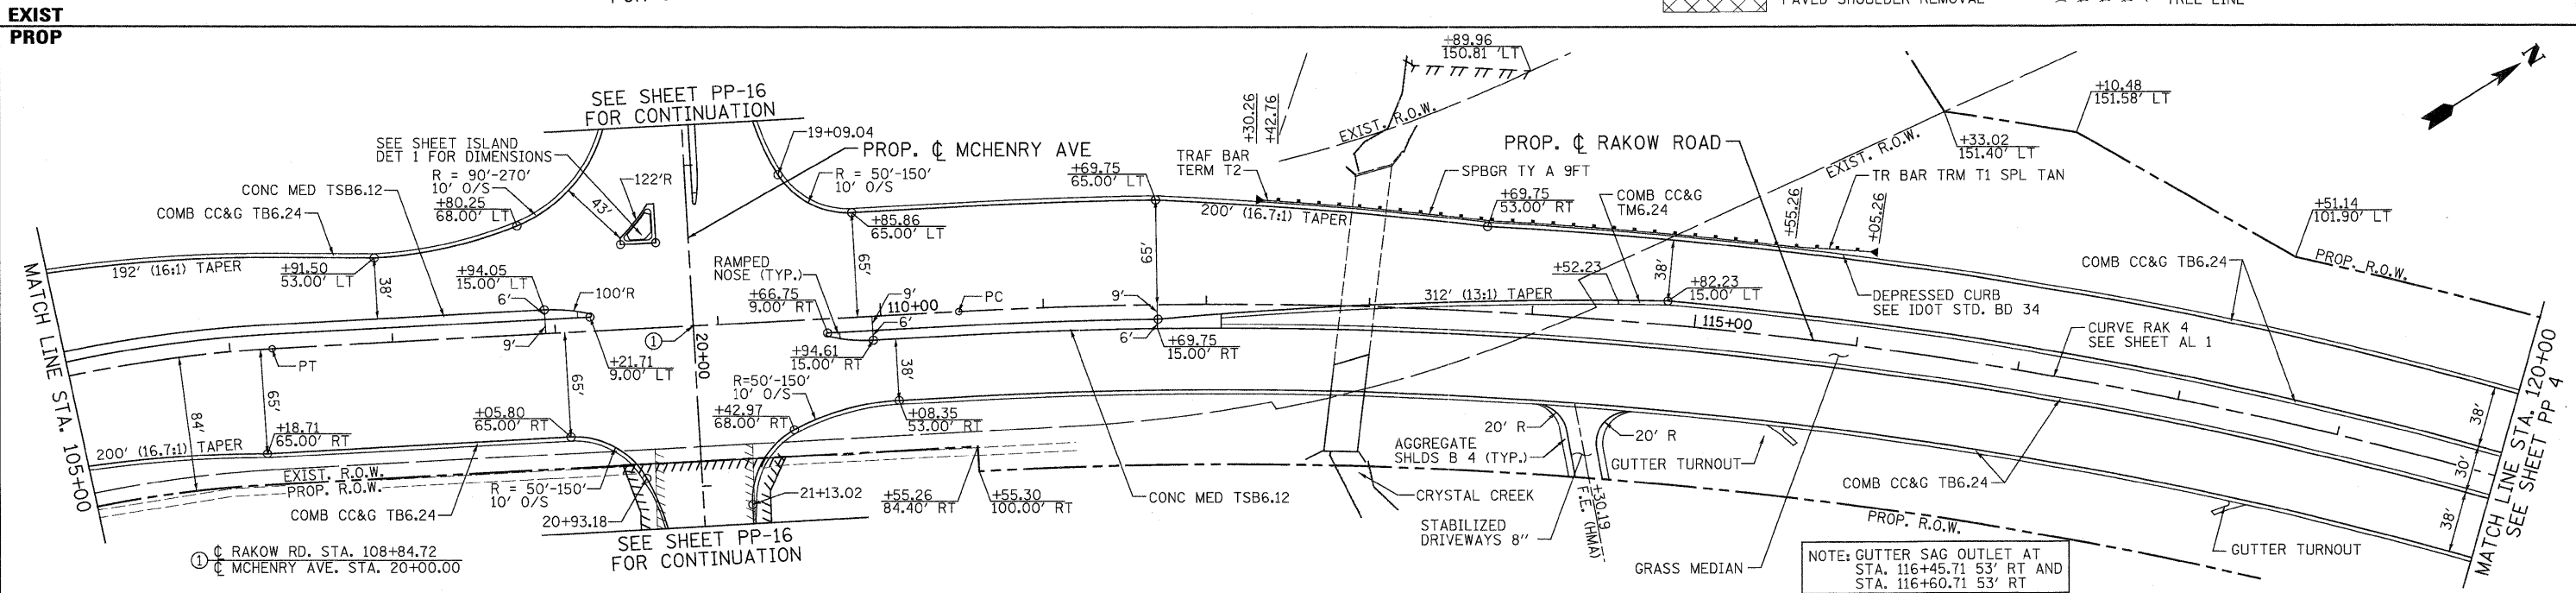 EXIST
PROP
PAVED SHOULDER REMOVAL
TREE LINE
SEE SHEET PP-16
FOR CONTINUATION
SEE SHEET ISLAND
DET 1 FOR DIMENSIONS
R = 90'-270'
10' O/S
+80.25
68.00' LT
CONC MED TSB6.12
COMB CC&G TB6.24
43'
122'R
19+09.04
PROP. ℄ MCHENRY AVE
R = 50'-150'
10' O/S
+69.75
65.00' LT
+85.86
65.00' LT
+30.26
+42.76
TRAF BAR
TERM T2
+89.96
150.81 'LT
EXIST. R.O.W.
SPBGR TY A 9FT
PROP. ℄ RAKOW ROAD
200' (16.7:1) TAPER
+69.75
53.00' RT
COMB CC&G
TM6.24
EXIST. R.O.W.
+33.02
151.40' LT
+10.48
151.58' LT
N
TR BAR TRM T1 SPL TAN
+55.26
+05.26
+51.14
101.90' LT
PROP. R.O.W.
COMB CC&G TB6.24
192' (16:1) TAPER
+91.50
53.00' LT
38'
+94.05
15.00' LT
6'
100'R
RAMPED
NOSE (TYP.)
+66.75
9.00' RT
65'
9'
110+00
6'
PC
65'
9'
+52.23
38'
+82.23
15.00' LT
312' (13:1) TAPER
115+00
DEPRESSED CURB
SEE IDOT STD. BD 34
CURVE RAK 4
SEE SHEET AL 1
MATCH LINE STA. 105+00
84'
65'
PT
9'
65'
+21.71
9.00' LT
1
20+00
+94.61
15.00' RT
38'
6'
+69.75
15.00' RT
MATCH LINE STA. 120+00
SEE SHEET PP 4
38'
30'
38'
200' (16.7:1) TAPER
+18.71
65.00' RT
+05.80
65.00' RT
R=50'-150'
10' O/S
+42.97
68.00' RT
+08.35
53.00' RT
EXIST. R.O.W.
PROP. R.O.W.
R = 50'-150'
10' O/S
COMB CC&G TB6.24
20+93.18
21+13.02
+55.26
84.40' RT
+55.30
100.00' RT
CONC MED TSB6.12
CRYSTAL CREEK
20' R
20' R
AGGREGATE
SHLDS B 4 (TYP.)
STABILIZED
DRIVEWAYS 8"
+30.19
F.E. (HMA)
GUTTER TURNOUT
COMB CC&G TB6.24
PROP. R.O.W.
GRASS MEDIAN
GUTTER TURNOUT
SEE SHEET PP-16
FOR CONTINUATION
1 ℄ RAKOW RD. STA. 108+84.72
℄ MCHENRY AVE. STA. 20+00.00
NOTE: GUTTER SAG OUTLET AT
STA. 116+45.71 53' RT AND
STA. 116+60.71 53' RT